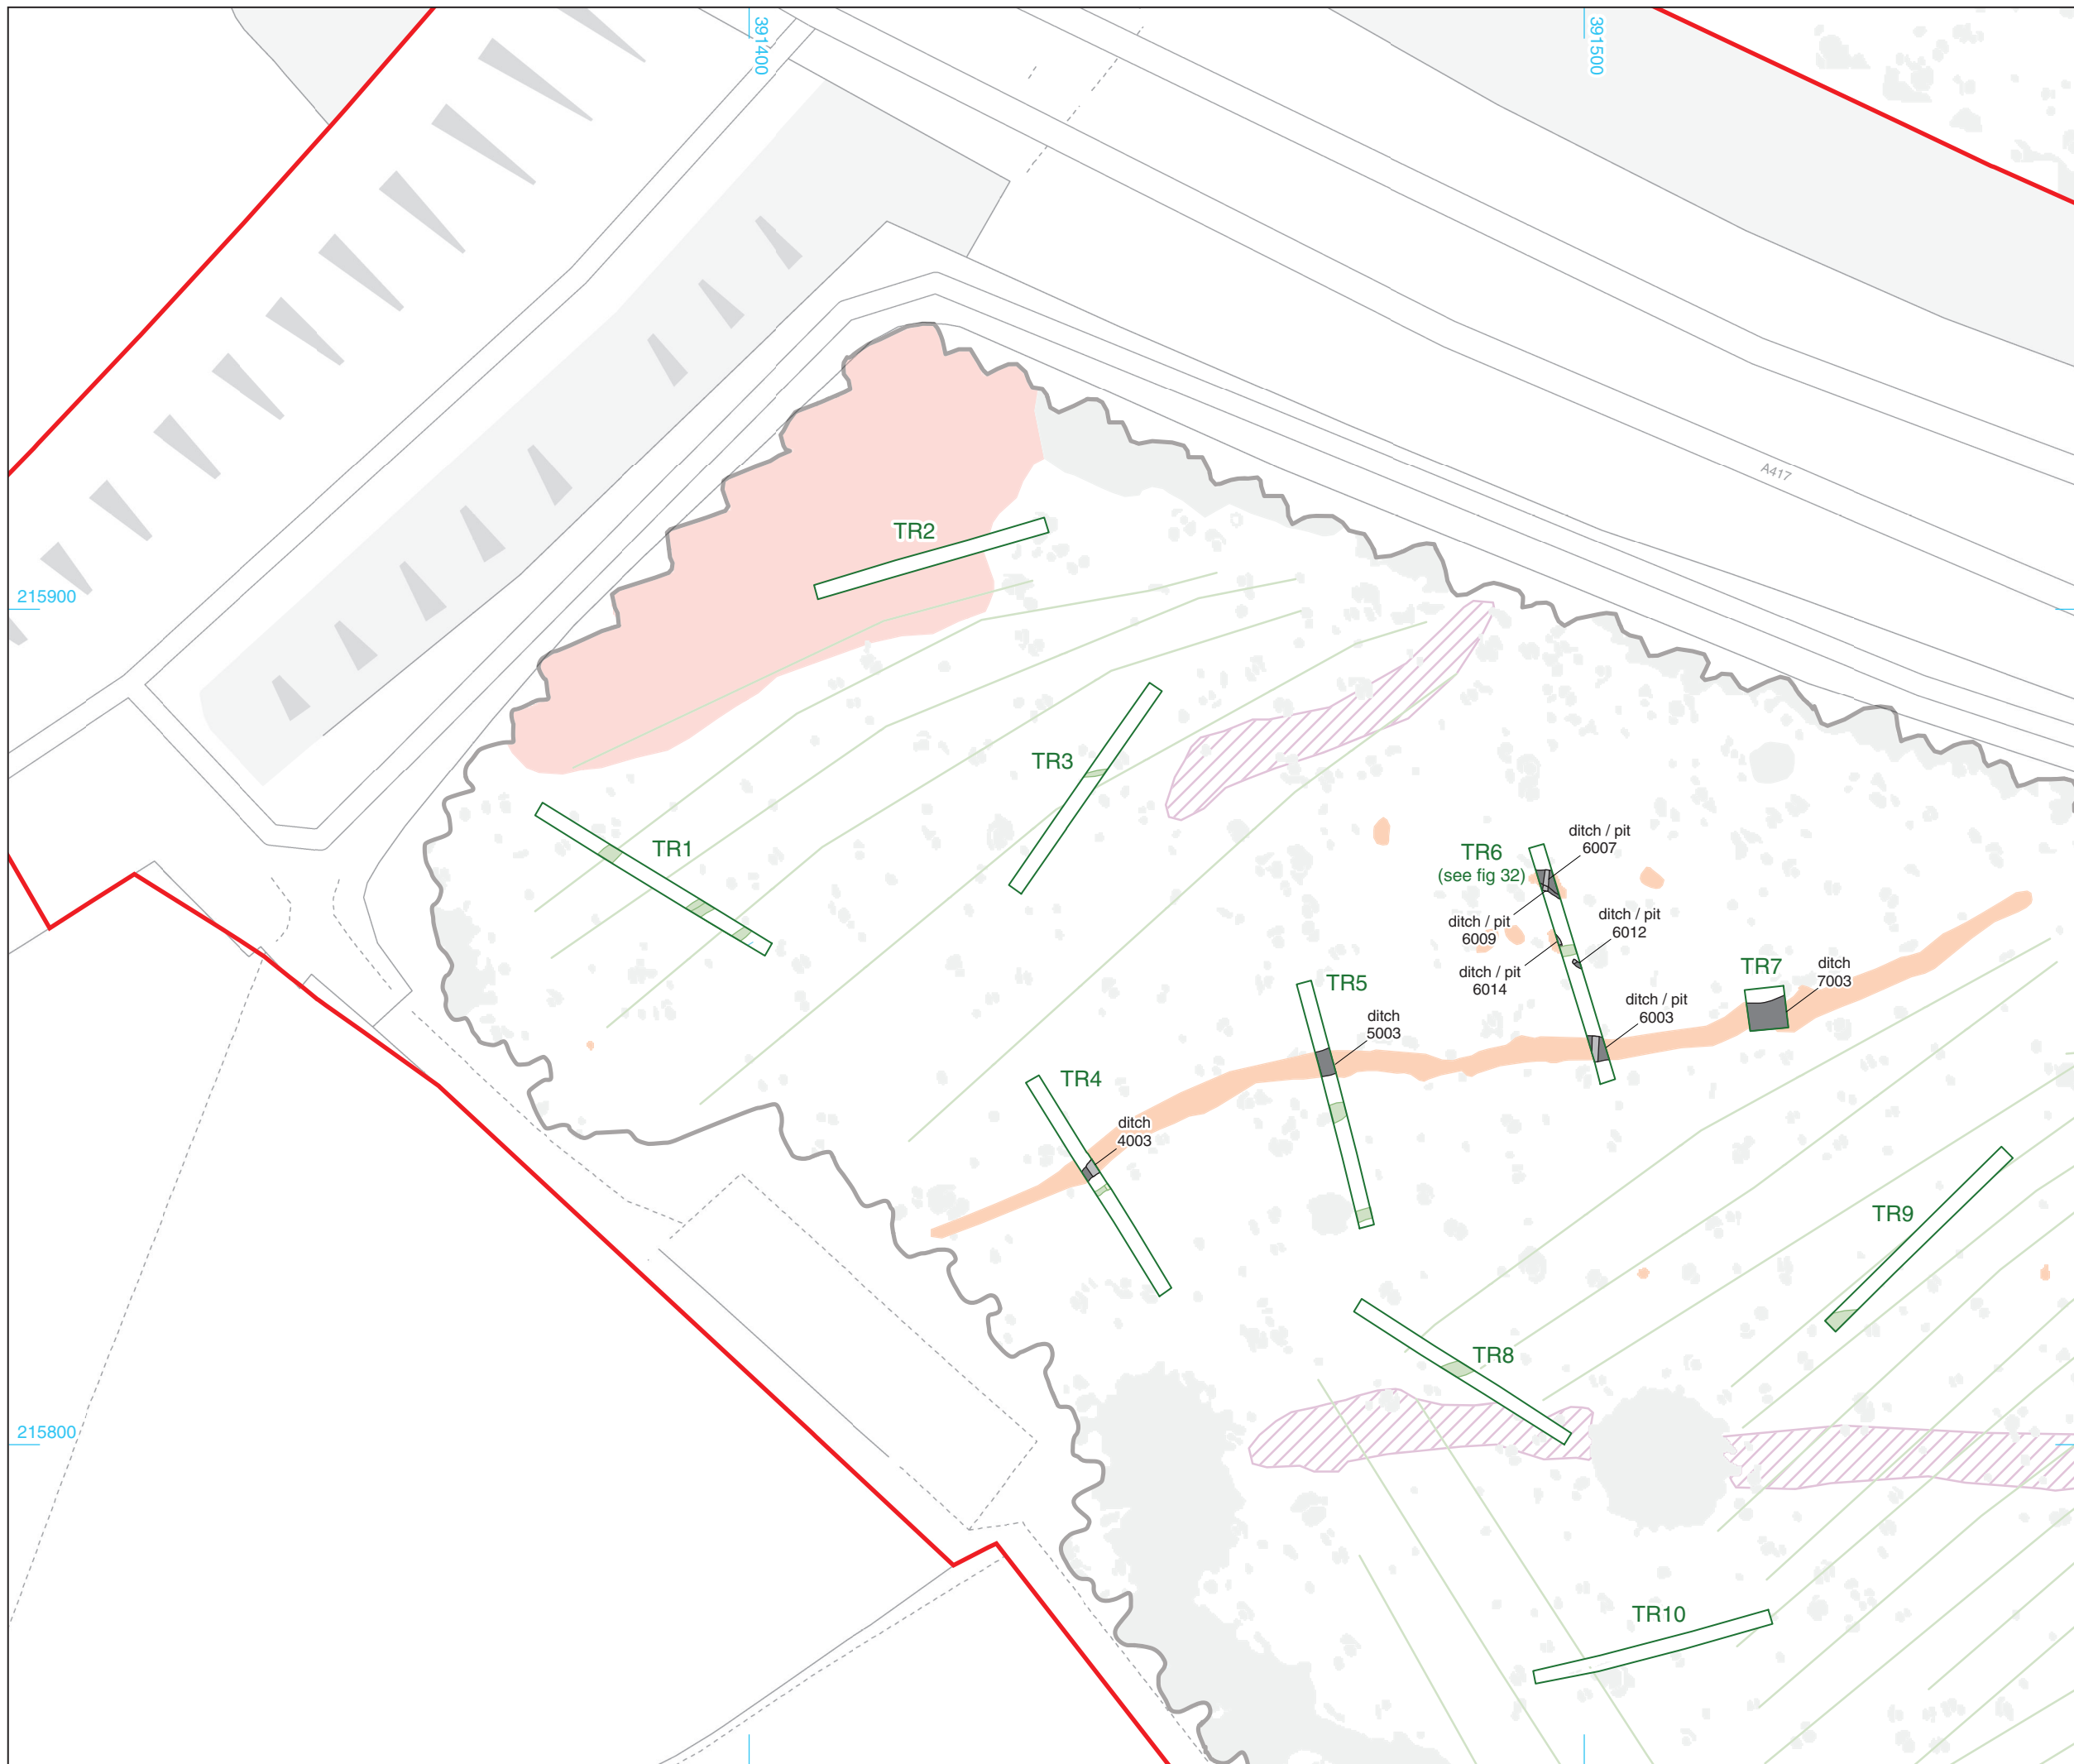 391400
391500
A417
TR2
215900
TR3
TR1
ditch / pit
6007
TR6
(see fig 32)
ditch / pit
6009
ditch / pit
6012
ditch / pit
6014
TR7
ditch
7003
TR5
ditch / pit
6003
ditch
5003
TR4
ditch
4003
TR9
TR8
215800
TR10